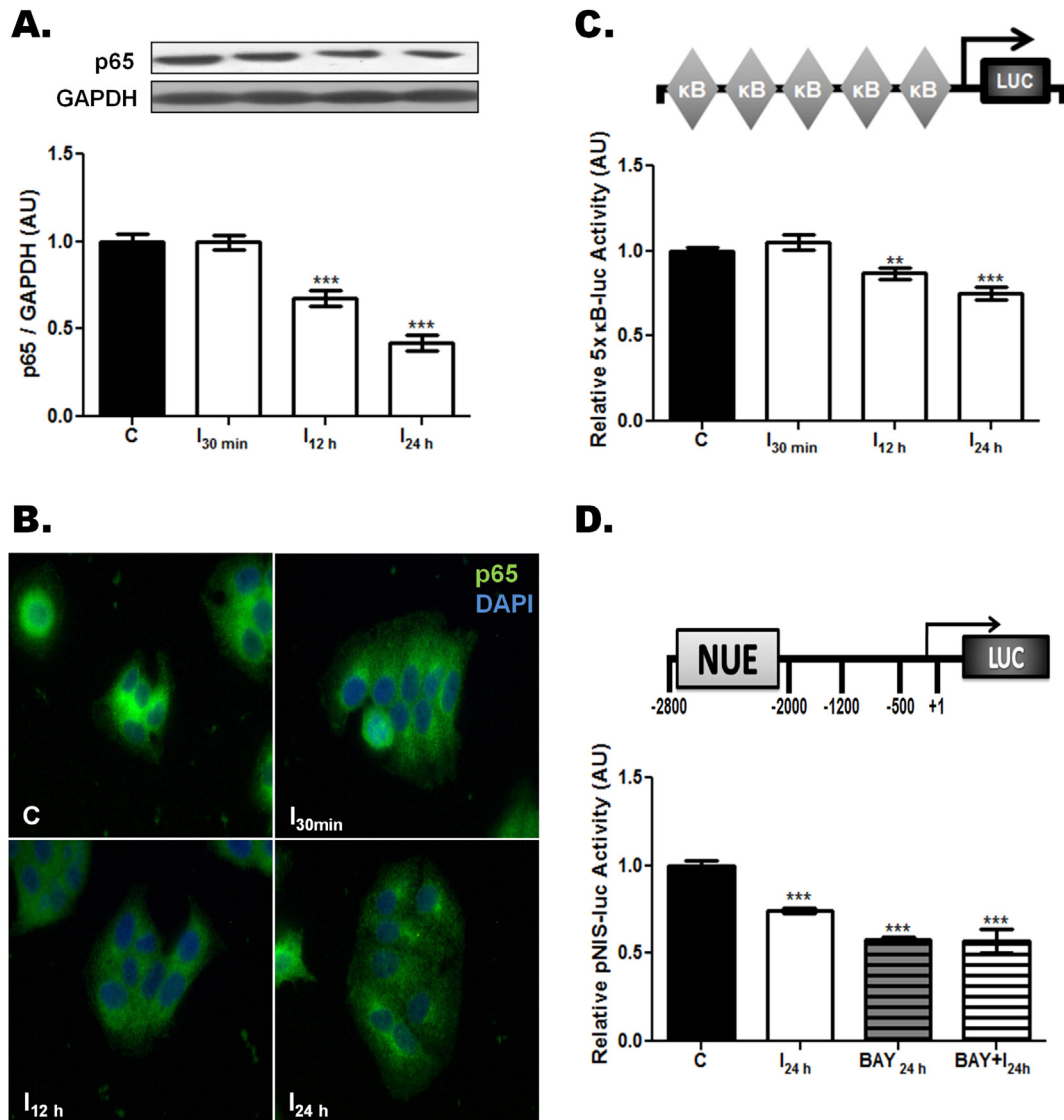 A.
p65
GAPDH
p65 / GAPDH (AU)
1.5
1.0
0.5
0.0
***
***
C
I30 min
I12 h
I24 h
B.
p65
DAPI
C
I30min
I12 h
I24 h
C.
κB
κB
κB
κB
κB
LUC
Relative 5x κB-luc Activity (AU)
1.5
1.0
0.5
0.0
**
***
C
I30 min
I12 h
I24 h
D.
NUE
LUC
-2800
-2000
-1200
-500
+1
Relative pNIS-luc Activity (AU)
1.5
1.0
0.5
0.0
***
***
***
C
I24 h
BAY 24h
BAY+I24h